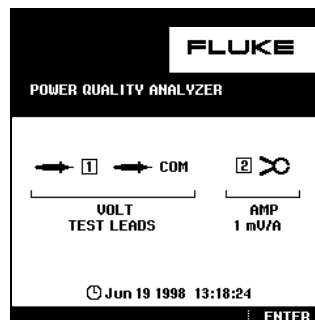 FLUKE
POWER QUALITY ANALYZER
1 COM 2
VOLT AMP
TEST LEADS 1 mV/A
Jun 19 1998 13:18:24
ENTER